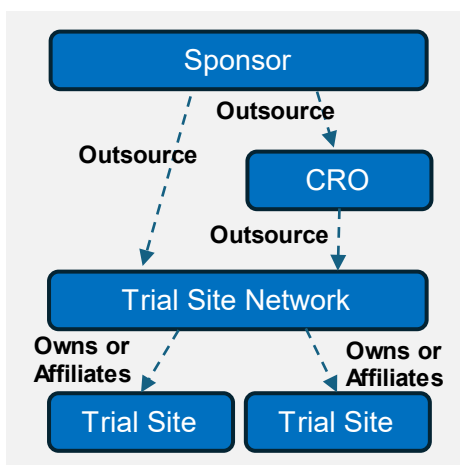 Sponsor
Outsource
Outsource
CRO
Outsource
Trial Site Network
Owns or
Affiliates
Owns or
Affiliates
Trial Site
Trial Site